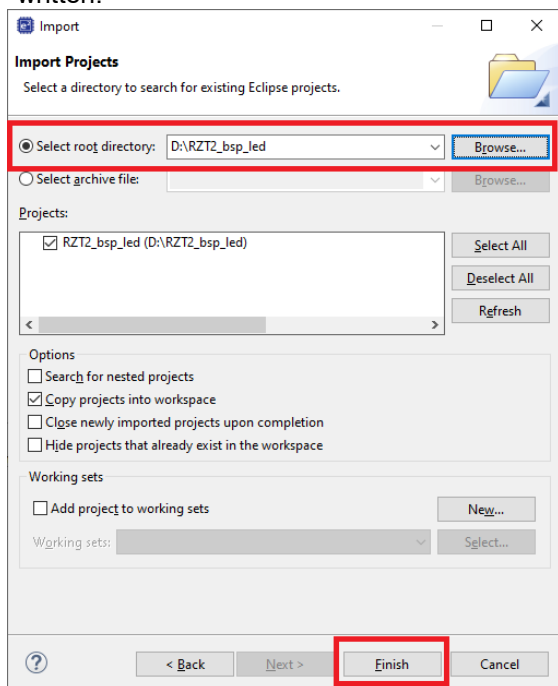 written.
Import
Import Projects
Select a directory to search for existing Eclipse projects.
Select root directory: D:\RZT2_bsp_led Browse...
Select archive file: Browse...
Projects:
RZT2_bsp_led (D:\RZT2_bsp_led) Select All
Deselect All
Refresh
Options
Search for nested projects
Copy projects into workspace
Close newly imported projects upon completion
Hide projects that already exist in the workspace
Working sets
Add project to working sets New...
Working sets: Select...
? < Back Next > Finish Cancel